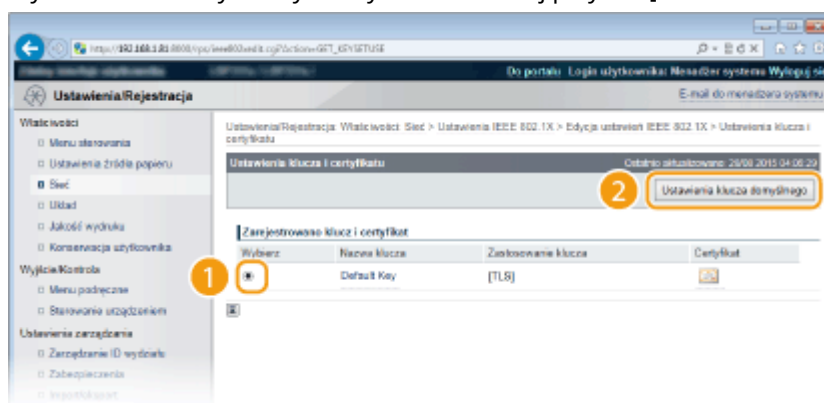 Do portalu Login użytkownika: Menedżer systemu Wyloguj się
Ustawienia/Rejestracja
E-mail do menedżera systemu
Właściwości
Menu sterowania
Ustawienia źródła papieru
Sieć
Układ
Jakość wydruku
Konserwacja użytkownika
Wyjście/Kontrola
Menu podręczne
Sterowanie urządzeniem
Ustawienia zarządzania
Zarządzanie ID wydziału
Zabezpieczenia
Import/Eksport
Ustawienia/Rejestracja: Właściwości: Sieć > Ustawienia IEEE 802.1X > Edycja ustawień IEEE 802.1X > Ustawienia klucza i
certyfikatu
Ustawienia klucza i certyfikatu
Ostatnio aktualizowano: 28/08 2015 04:06:29
2
Ustawienia klucza domyślnego
Zarejestrowano klucz i certyfikat
Wybierz Nazwa klucza Zastosowanie klucza Certyfikat
1
Default Key [TLS]